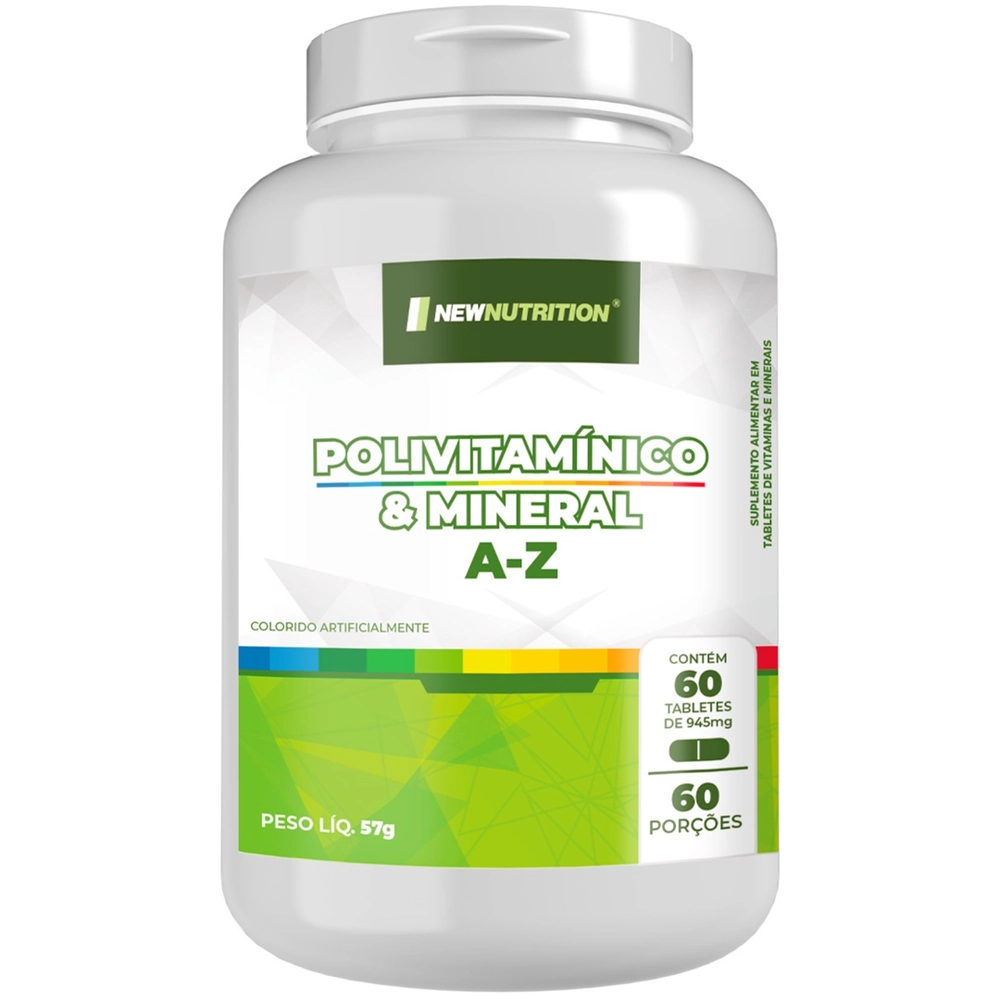 NEWNUTRITION®
POLIVITAMÍNICO
& MINERAL
A-Z
SUPLEMENTO ALIMENTAR EM
TABLETES DE VITAMINAS E MINERAIS
COLORIDO ARTIFICIALMENTE
CONTÉM
60
TABLETES
DE 945mg
60
PORÇÕES
PESO LÍQ. 57g